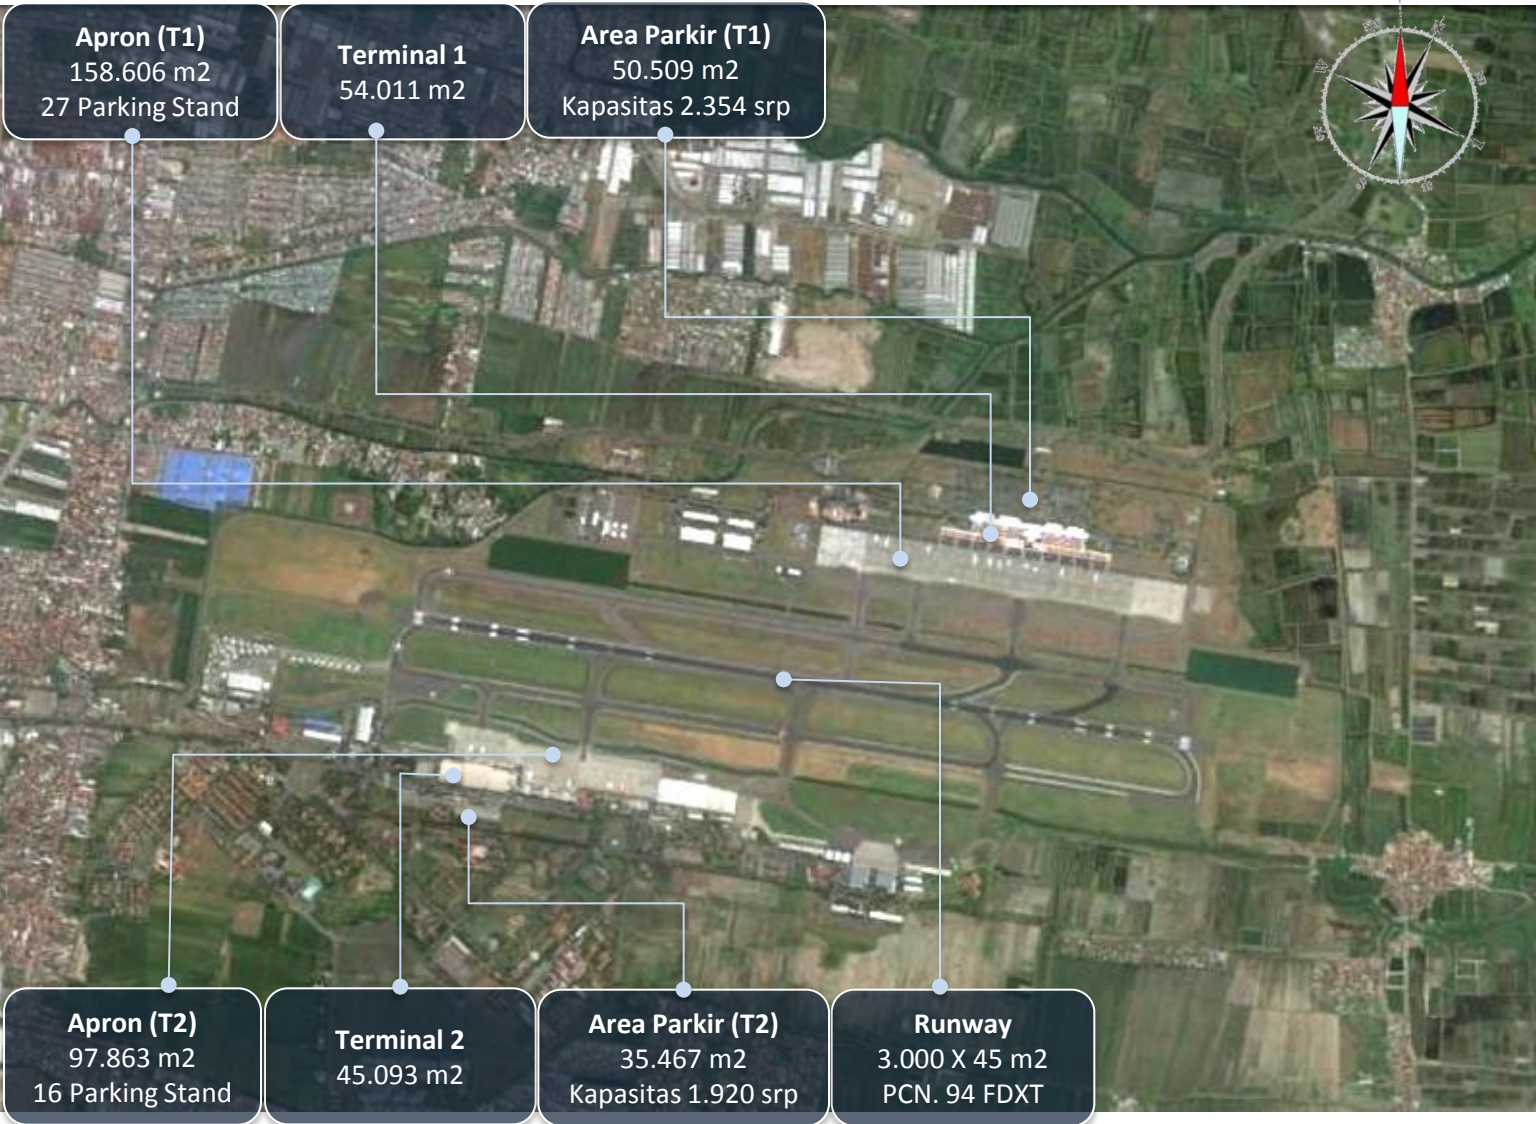 Apron (T1)
158.606 m2
27 Parking Stand
Terminal 1
54.011 m2
Area Parkir (T1)
50.509 m2
Kapasitas 2.354 srp
Apron (T2)
97.863 m2
16 Parking Stand
Terminal 2
45.093 m2
Area Parkir (T2)
35.467 m2
Kapasitas 1.920 srp
Runway
3.000 X 45 m2
PCN. 94 FDXT